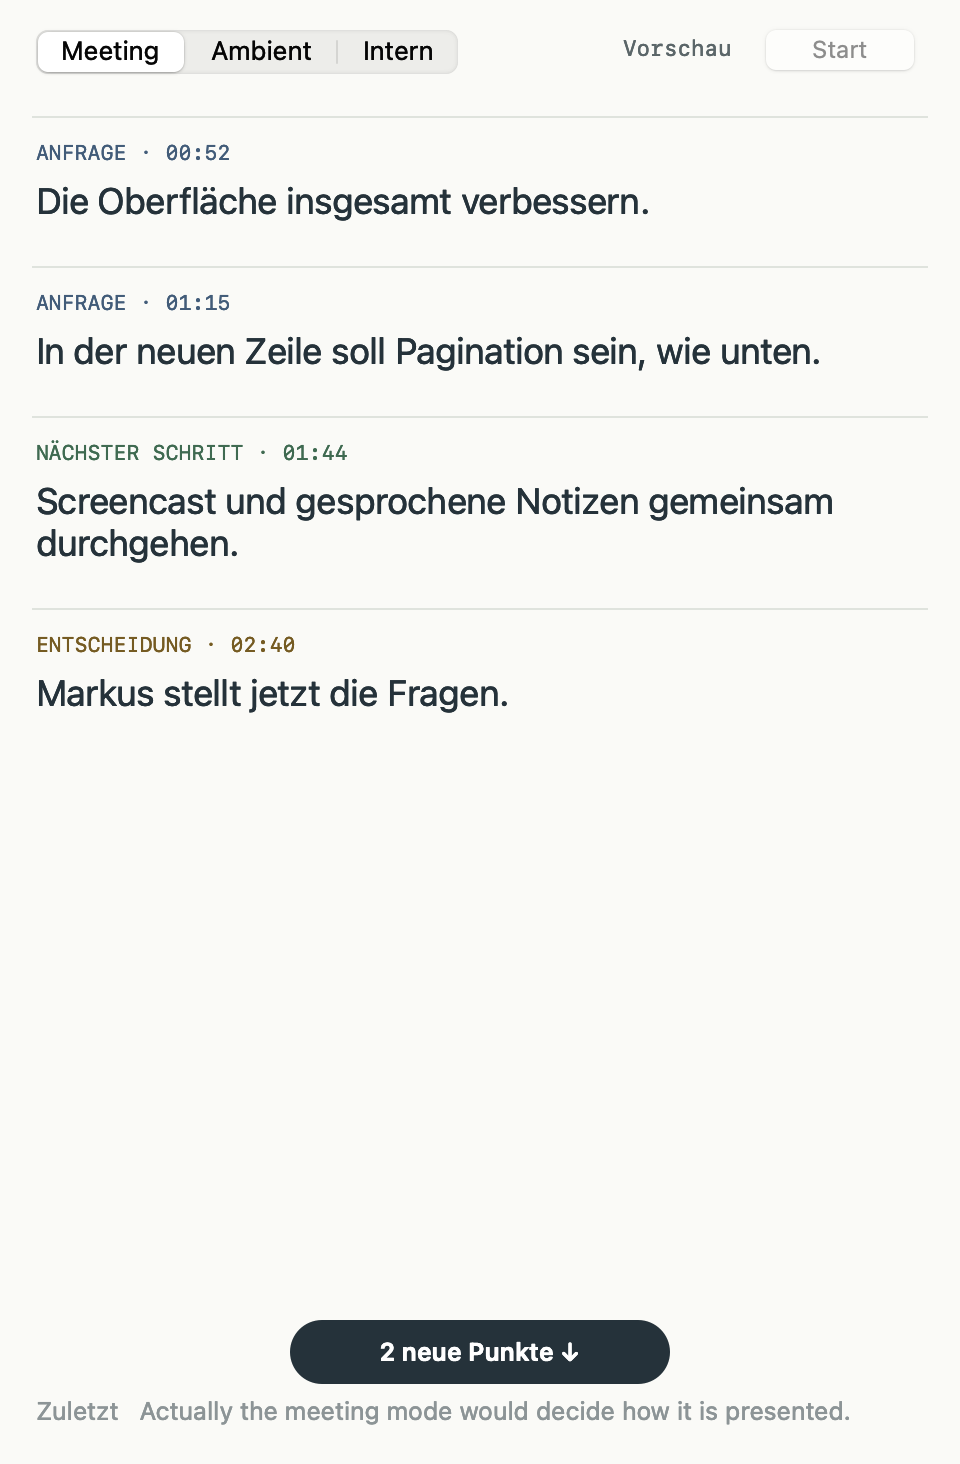 Meeting Ambient Intern Vorschau Start
ANFRAGE · 00:52
Die Oberfläche insgesamt verbessern.
ANFRAGE · 01:15
In der neuen Zeile soll Pagination sein, wie unten.
NÄCHSTER SCHRITT · 01:44
Screencast und gesprochene Notizen gemeinsam
durchgehen.
ENTSCHEIDUNG · 02:40
Markus stellt jetzt die Fragen.
2 neue Punkte ↓
Zuletzt Actually the meeting mode would decide how it is presented.